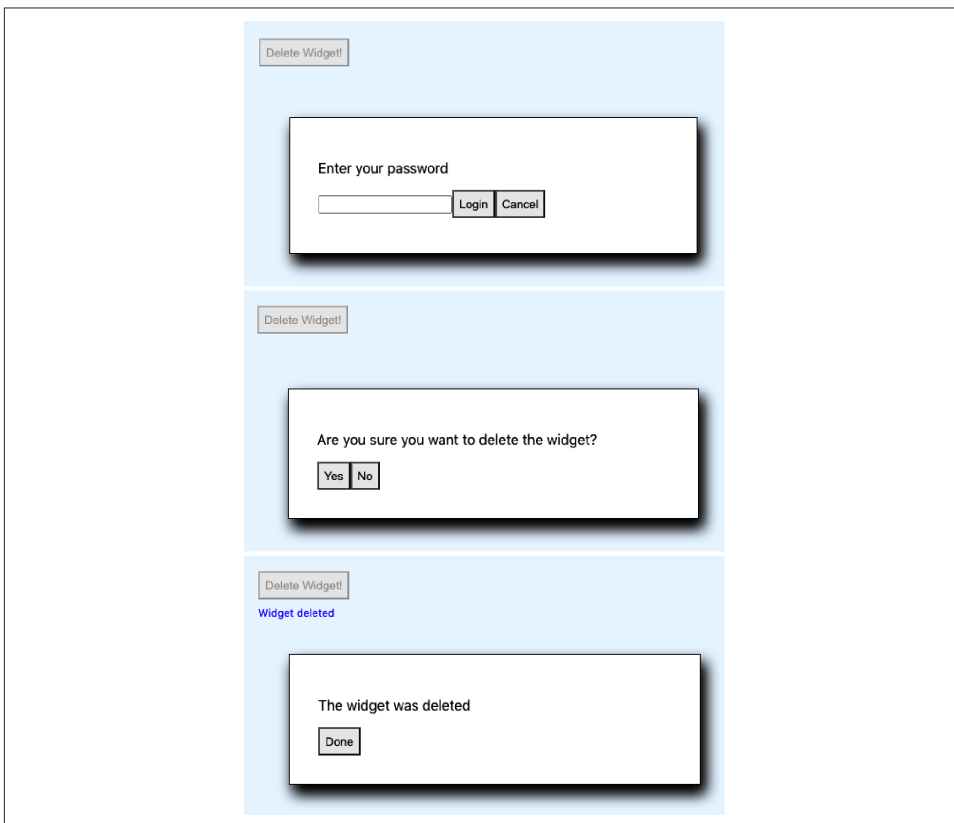 Delete Widget!
Enter your password
Login Cancel
Delete Widget!
Are you sure you want to delete the widget?
Yes No
Delete Widget!
Widget deleted
The widget was deleted
Done